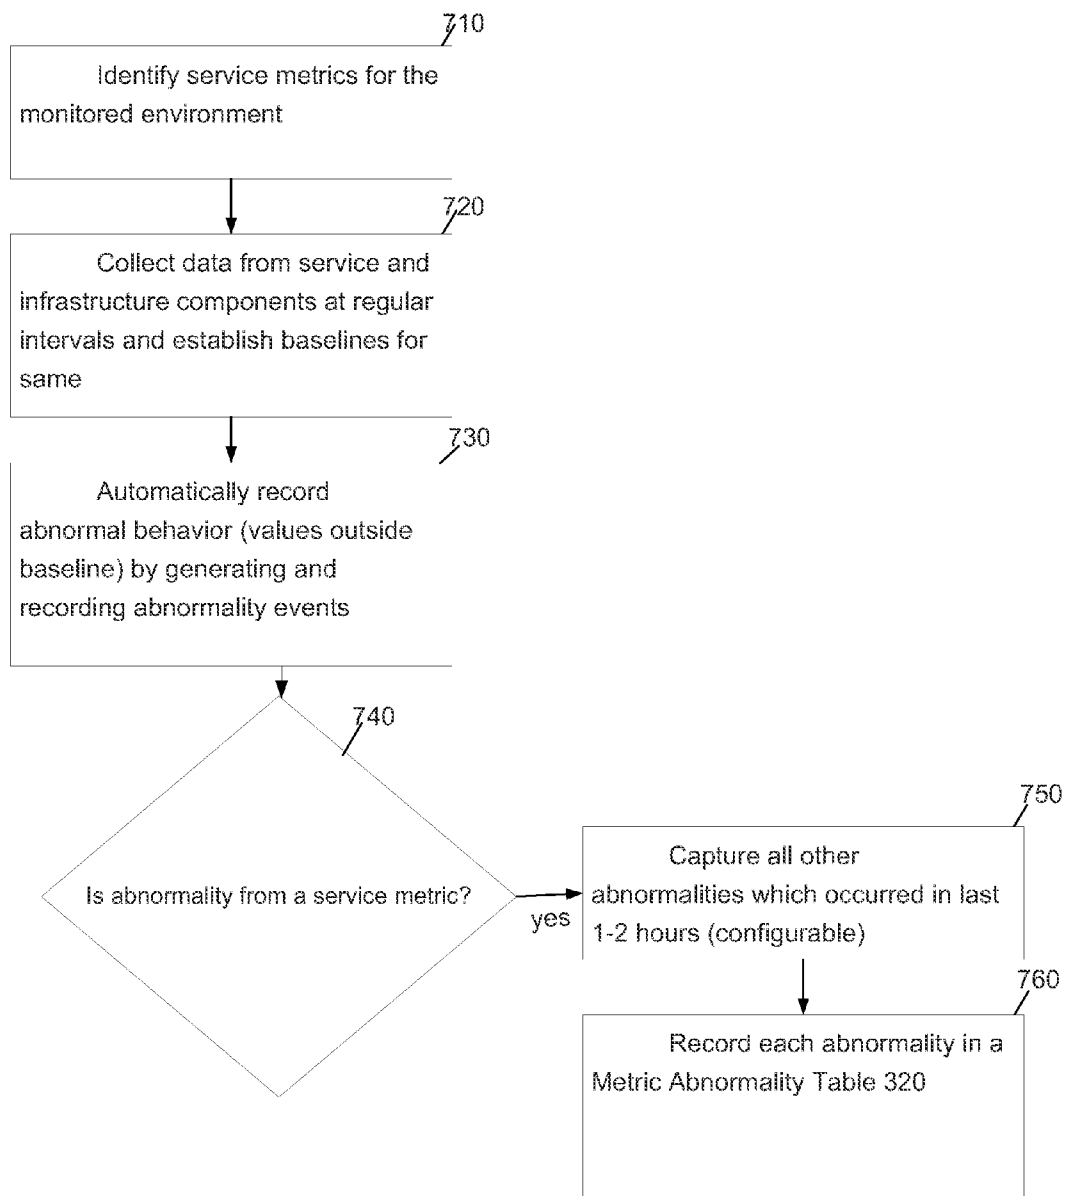 710
Identify service metrics for the
monitored environment
720
Collect data from service and
infrastructure components at regular
intervals and establish baselines for
same
730
Automatically record
abnormal behavior (values outside
baseline) by generating and
recording abnormality events
740
Is abnormality from a service metric?
yes
750
Capture all other
abnormalities which occurred in last
1-2 hours (configurable)
760
Record each abnormality in a
Metric Abnormality Table 320